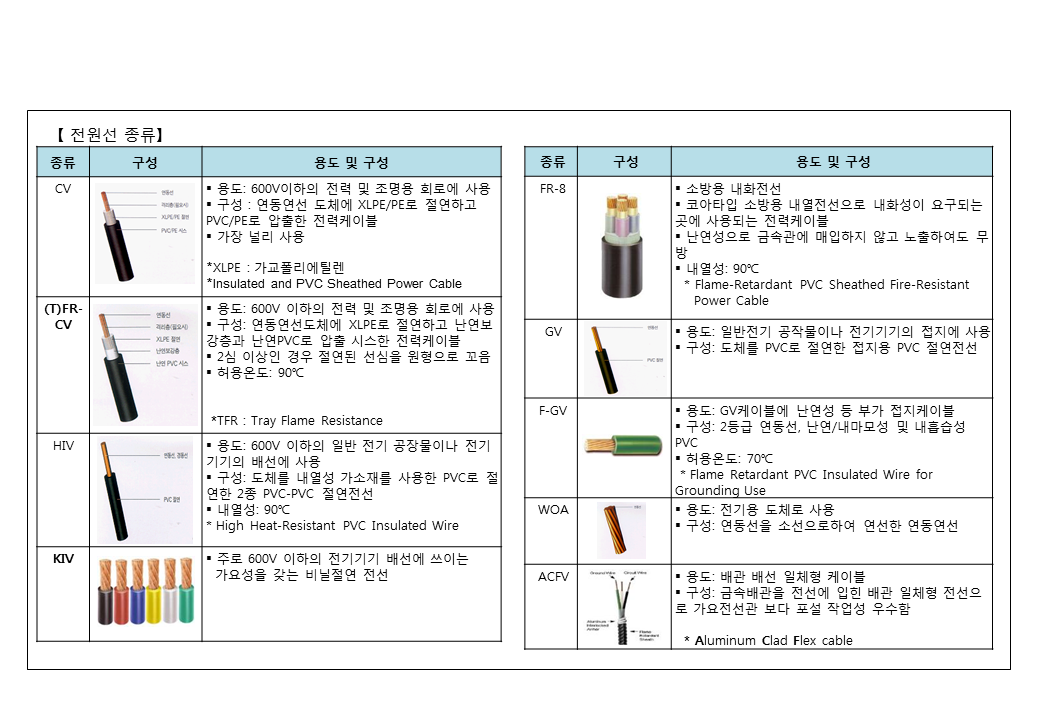 【 전원선 종류】
종류 구성 용도 및 구성
CV
연동선
격리층(필요시)
XLPE/PE 절연
PVC/PE 시스
▪ 용도: 600V이하의 전력 및 조명용 회로에 사용
▪ 구성 : 연동연선 도체에 XLPE/PE로 절연하고
PVC/PE로 압출한 전력케이블
▪ 가장 널리 사용
*XLPE : 가교폴리에틸렌
*Insulated and PVC Sheathed Power Cable
(T)FR-
CV
연동선
격리층(필요시)
XLPE 절연
난연보강층
난연 PVC 시스
▪ 용도: 600V 이하의 전력 및 조명용 회로에 사용
▪ 구성: 연동연선도체에 XLPE로 절연하고 난연보
강층과 난연PVC로 압출 시스한 전력케이블
▪ 2심 이상인 경우 절연된 선심을 원형으로 꼬음
▪ 허용온도: 90℃
*TFR : Tray Flame Resistance
HIV
연동선, 경동선
PVC 절연
▪ 용도: 600V 이하의 일반 전기 공장물이나 전기
기기의 배선에 사용
▪ 구성: 도체를 내열성 가소재를 사용한 PVC로 절
연한 2종 PVC-PVC 절연전선
▪ 내열성: 90℃
* High Heat-Resistant PVC Insulated Wire
KIV
▪ 주로 600V 이하의 전기기기 배선에 쓰이는
가요성을 갖는 비닐절연 전선
종류 구성 용도 및 구성
FR-8
▪ 소방용 내화전선
▪ 코아타입 소방용 내열전선으로 내화성이 요구되는
곳에 사용되는 전력케이블
▪ 난연성으로 금속관에 매입하지 않고 노출하여도 무
방
▪ 내열성: 90℃
* Flame-Retardant PVC Sheathed Fire-Resistant
Power Cable
GV
연동선
PVC 절연
▪ 용도: 일반전기 공작물이나 전기기기의 접지에 사용
▪ 구성: 도체를 PVC로 절연한 접지용 PVC 절연전선
F-GV
▪ 용도: GV케이블에 난연성 등 부가 접지케이블
▪ 구성: 2등급 연동선, 난연/내마모성 및 내흡습성
PVC
▪ 허용온도: 70℃
* Flame Retardant PVC Insulated Wire for
Grounding Use
WOA
▪ 용도: 전기용 도체로 사용
▪ 구성: 연동선을 소선으로하여 연선한 연동연선
ACFV
Ground Wire Circuit Wire
Aluminum
Interlocked
Armor
Flame
Retardant
Sheath
▪ 용도: 배관 배선 일체형 케이블
▪ 구성: 금속배관을 전선에 입힌 배관 일체형 전선으
로 가요전선관 보다 포설 작업성 우수함
* Aluminum Clad Flex cable